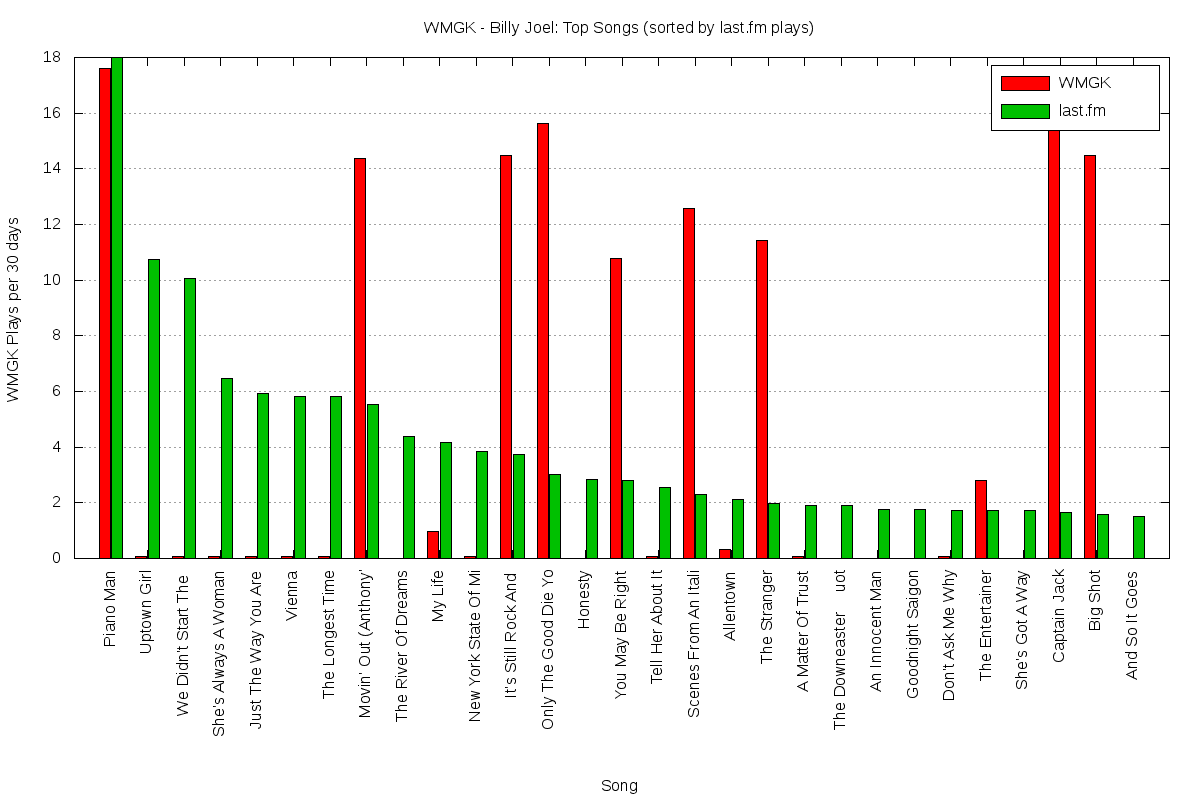 WMGK - Billy Joel: Top Songs (sorted by last.fm plays)
WMGK
last.fm
18
16
14
12
10
8
6
4
2
0
WMGK Plays per 30 days
Piano Man
Uptown Girl
We Didn't Start The
She's Always A Woman
Just The Way You Are
Vienna
The Longest Time
Movin' Out (Anthony'
The River Of Dreams
My Life
New York State Of Mi
It's Still Rock And
Only The Good Die Yo
Honesty
You May Be Right
Tell Her About It
Scenes From An Itali
Allentown
The Stranger
A Matter Of Trust
The Downeaster uot
An Innocent Man
Goodnight Saigon
Don't Ask Me Why
The Entertainer
She's Got A Way
Captain Jack
Big Shot
And So It Goes
Song